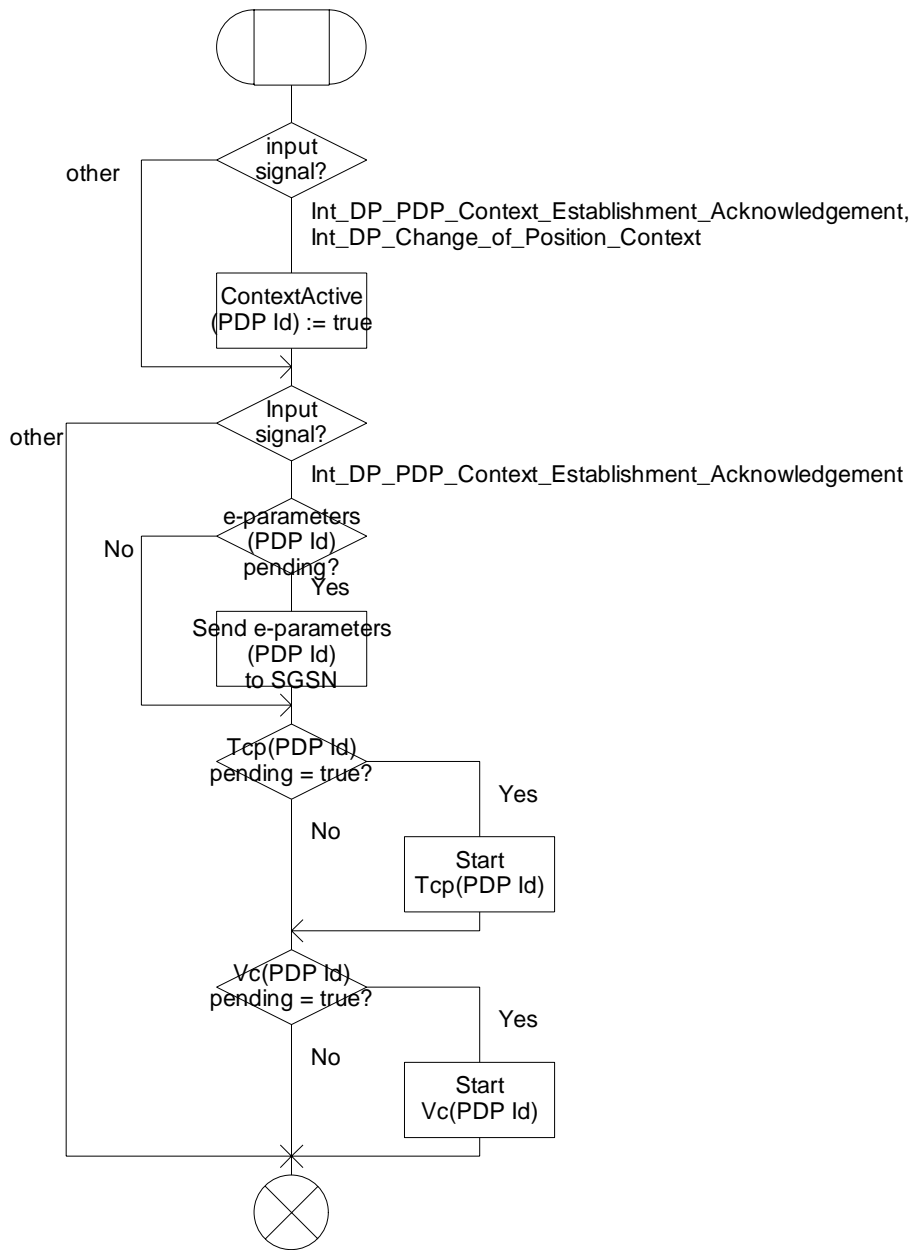 input
signal?
other
Int_DP_PDP_Context_Establishment_Acknowledgement,
Int_DP_Change_of_Position_Context
ContextActive
(PDP Id) := true
Input
signal?
other
Int_DP_PDP_Context_Establishment_Acknowledgement
e-parameters
(PDP Id)
pending?
No
Yes
Send e-parameters
(PDP Id)
to SGSN
Tcp(PDP Id)
pending = true?
Yes
No
Start
Tcp(PDP Id)
Vc(PDP Id)
pending = true?
Yes
No
Start
Vc(PDP Id)